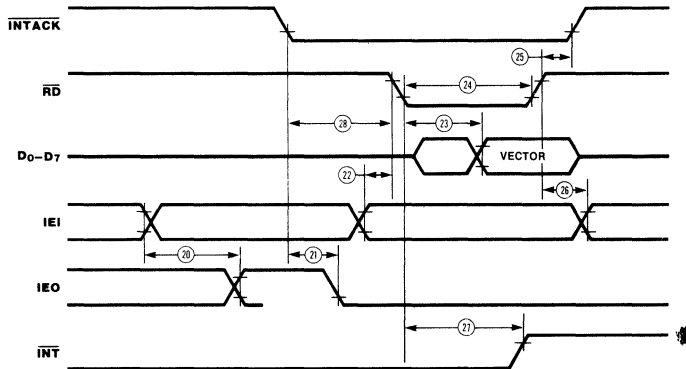 INTACK
25
RD
24
28
23
D0–D7
VECTOR
22
26
IEI
20
21
IEO
27
INT